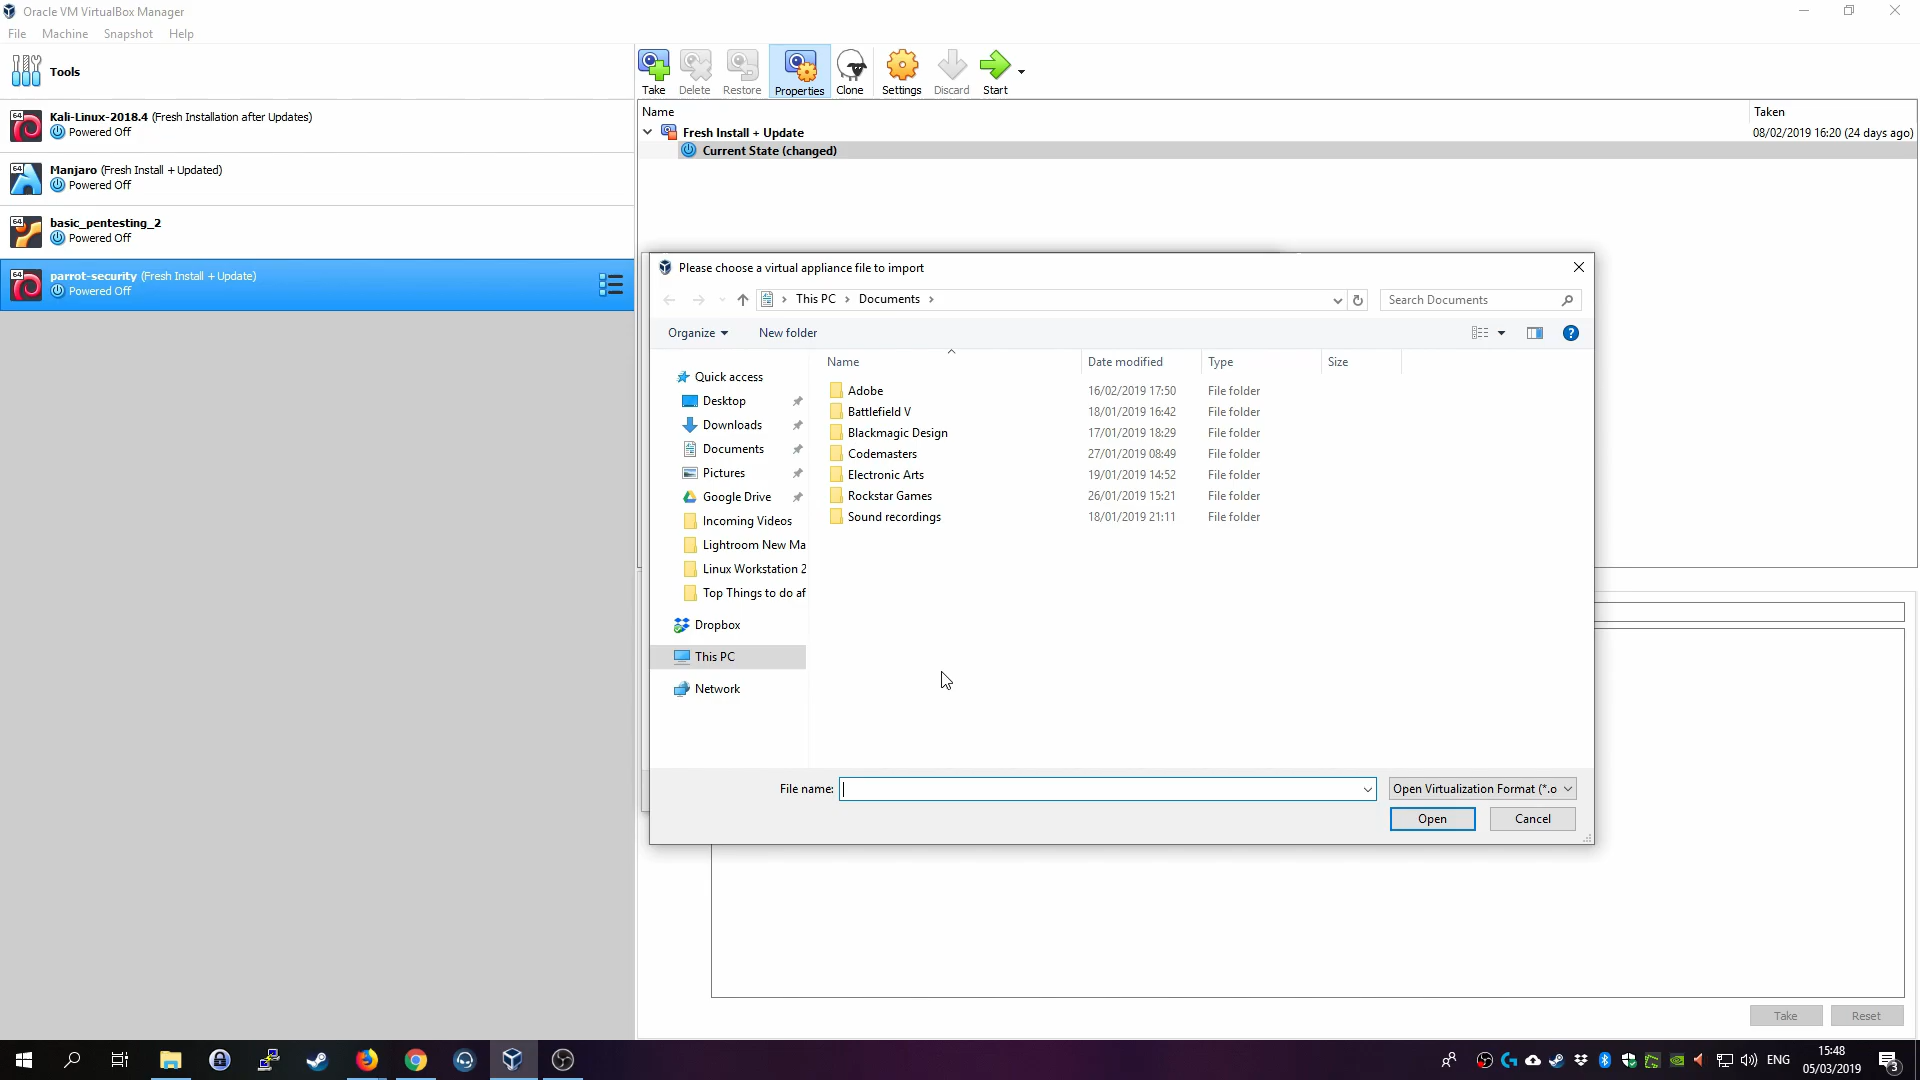 Oracle VM VirtualBox Manager
File Machine Snapshot Help
Tools
Take Delete Restore Properties Clone Settings Discard Start
64 Kali-Linux-2018.4 (Fresh Installation after Updates)
Powered Off
64 Manjaro (Fresh Install + Updated)
Powered Off
64 basic_pentesting_2
Powered Off
64 parrot-security (Fresh Install + Update)
Powered Off
Name Taken
Fresh Install + Update 08/02/2019 16:20 (24 days ago)
Current State (changed)
Please choose a virtual appliance file to import
This PC Documents Search Documents
Organize New folder
Name Date modified Type Size
Quick access
Desktop
Downloads
Documents
Pictures
Google Drive
Incoming Videos
Lightroom New Ma
Linux Workstation 2
Top Things to do af
Dropbox
This PC
Network
Adobe 16/02/2019 17:50 File folder
Battlefield V 18/01/2019 16:42 File folder
Blackmagic Design 17/01/2019 18:29 File folder
Codemasters 27/01/2019 08:49 File folder
Electronic Arts 19/01/2019 14:52 File folder
Rockstar Games 26/01/2019 15:21 File folder
Sound recordings 18/01/2019 21:11 File folder
File name: Open Virtualization Format (*.o
Open Cancel
Take Reset
ENG 15:48
05/03/2019
3